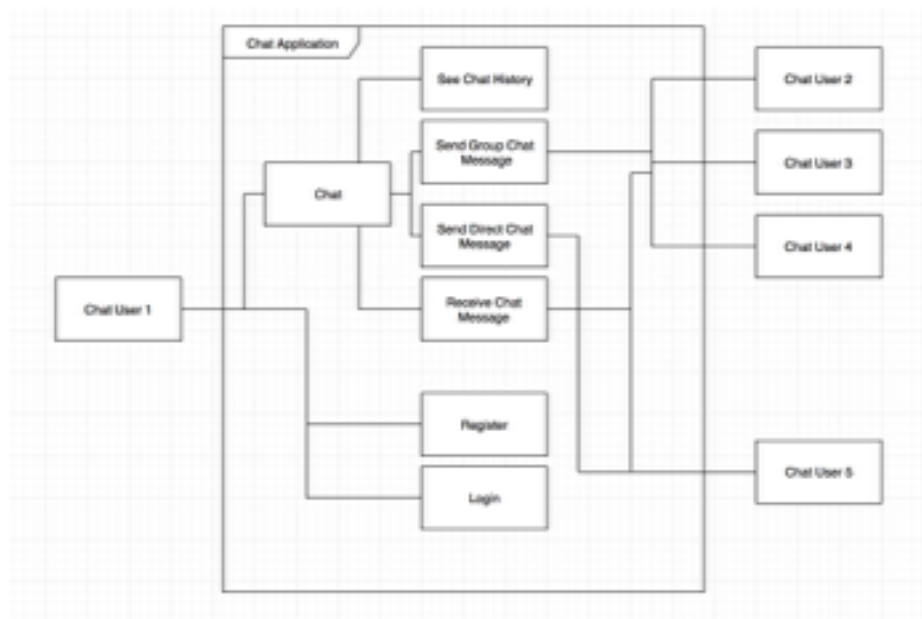 Chat Application
See Chat History
Chat User 2
Send Group Chat
Message
Chat User 3
Chat
Send Direct Chat
Message
Chat User 4
Chat User 1
Receive Chat
Message
Register
Chat User 5
Login